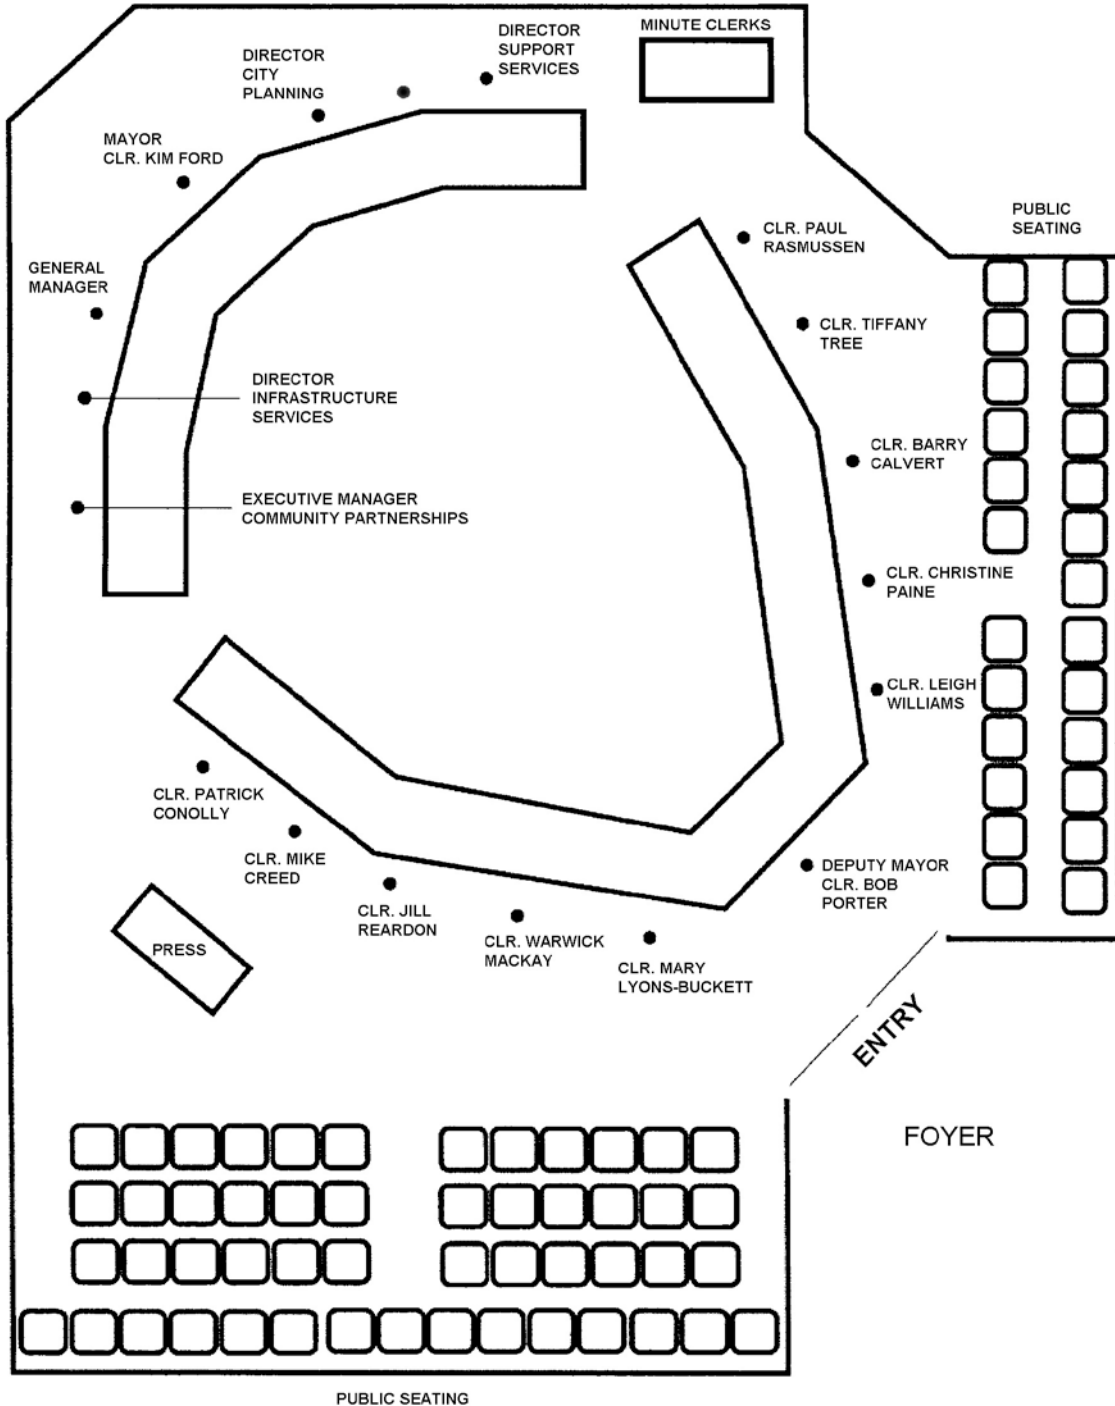 MINUTE CLERKS
DIRECTOR
SUPPORT
SERVICES
DIRECTOR
CITY
PLANNING
MAYOR
CLR. KIM FORD
GENERAL
MANAGER
DIRECTOR
INFRASTRUCTURE
SERVICES
EXECUTIVE MANAGER
COMMUNITY PARTNERSHIPS
CLR. PAUL
RASMUSSEN
PUBLIC
SEATING
CLR. TIFFANY
TREE
CLR. BARRY
CALVERT
CLR. CHRISTINE
PAINE
CLR. LEIGH
WILLIAMS
DEPUTY MAYOR
CLR. BOB
PORTER
CLR. PATRICK
CONOLLY
CLR. MIKE
CREED
CLR. JILL
REARDON
CLR. WARWICK
MACKAY
CLR. MARY
LYONS-BUCKETT
PRESS
ENTRY
FOYER
PUBLIC SEATING